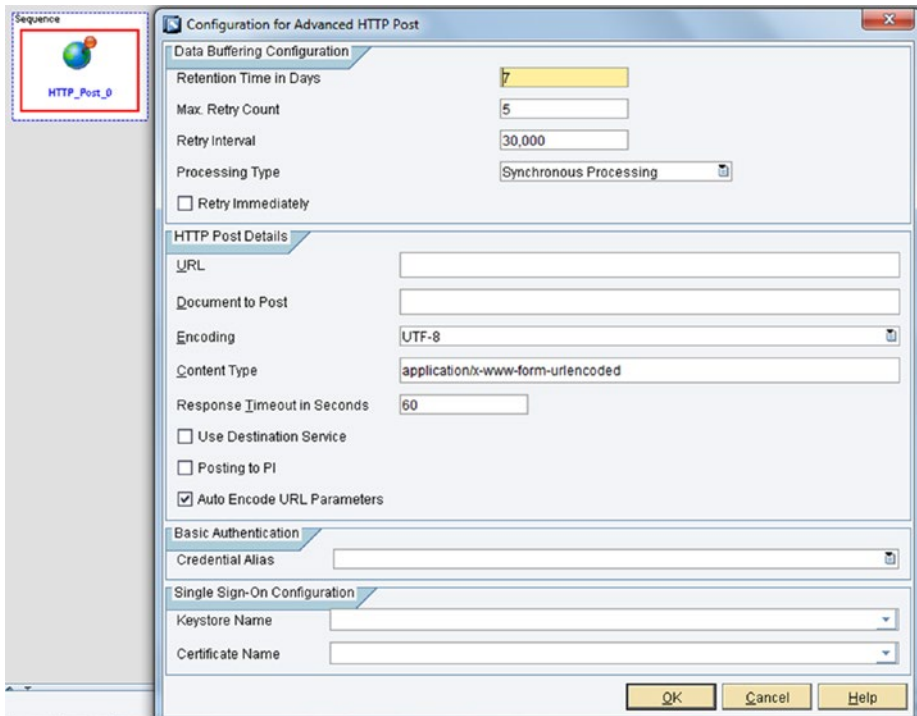 Sequence
HTTP_Post_0
Configuration for Advanced HTTP Post
Data Buffering Configuration
Retention Time in Days 7
Max. Retry Count 5
Retry Interval 30,000
Processing Type Synchronous Processing
Retry Immediately
HTTP Post Details
URL
Document to Post
Encoding UTF-8
Content Type application/x-www-form-urlencoded
Response Timeout in Seconds 60
Use Destination Service
Posting to PI
Auto Encode URL Parameters
Basic Authentication
Credential Alias
Single Sign-On Configuration
Keystore Name
Certificate Name
OK Cancel Help